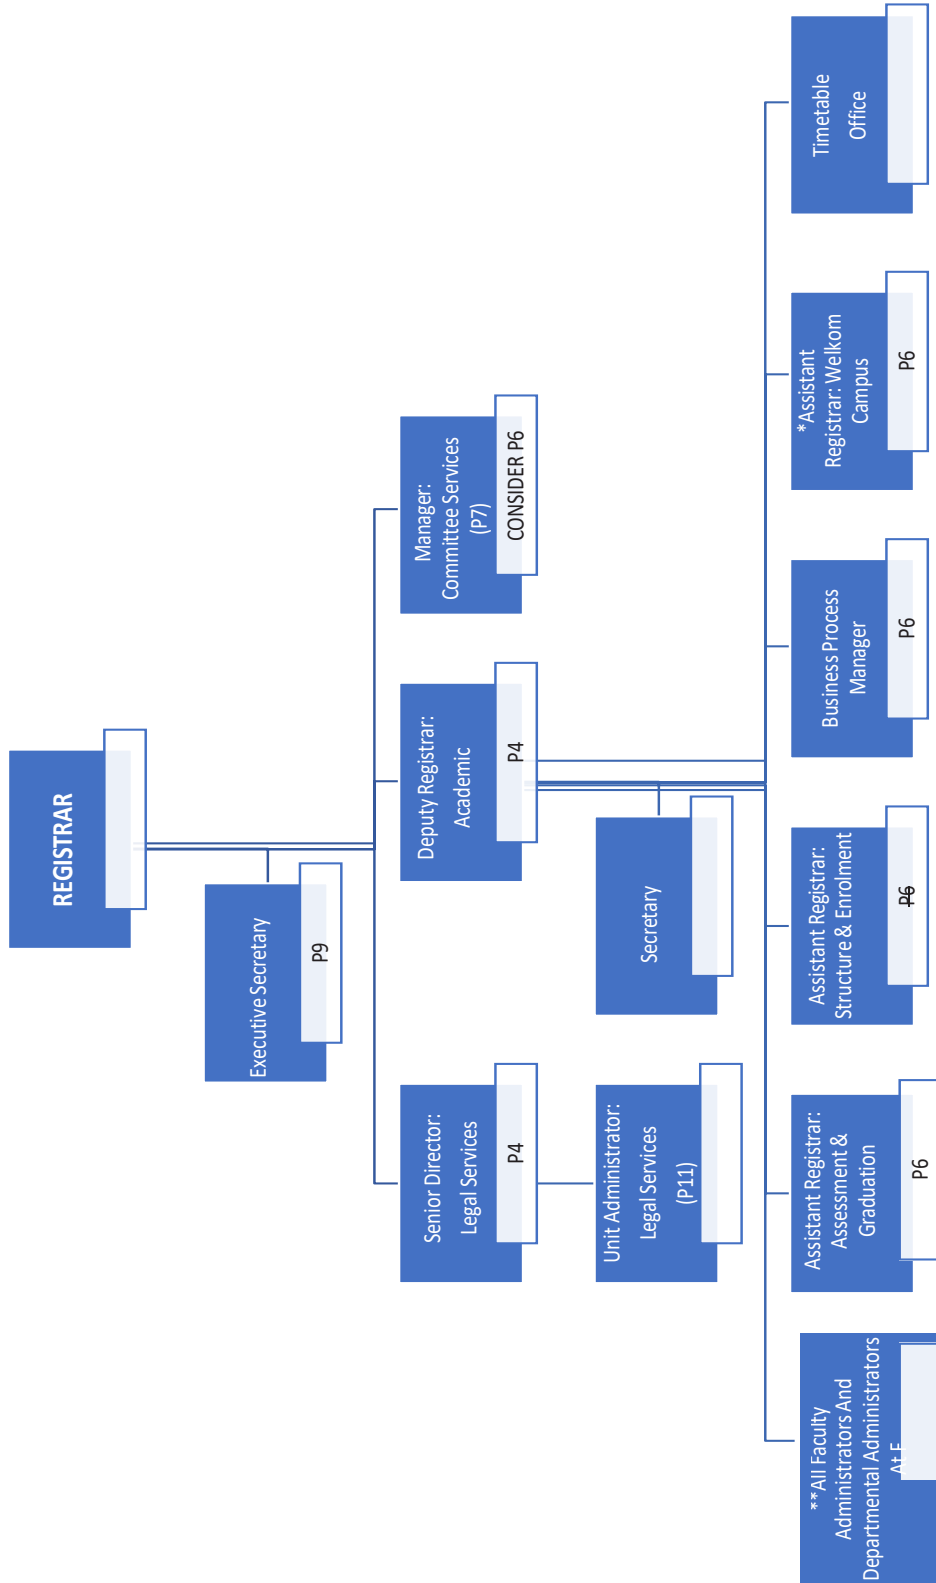 REGISTRAR
Executive Secretary
P9
Senior Director:
Legal Services
P4
Deputy Registrar:
Academic
P4
Manager:
Committee Services
(P7)
CONSIDER P6
Unit Administrator:
Legal Services
(P11)
Secretary
**All Faculty
Administrators And
Departmental Administrators
At F
Assistant Registrar:
Assessment &
Graduation
P6
Assistant Registrar:
Structure & Enrolment
P6
Business Process
Manager
P6
*Assistant
Registrar: Welkom
Campus
P6
Timetable
Office